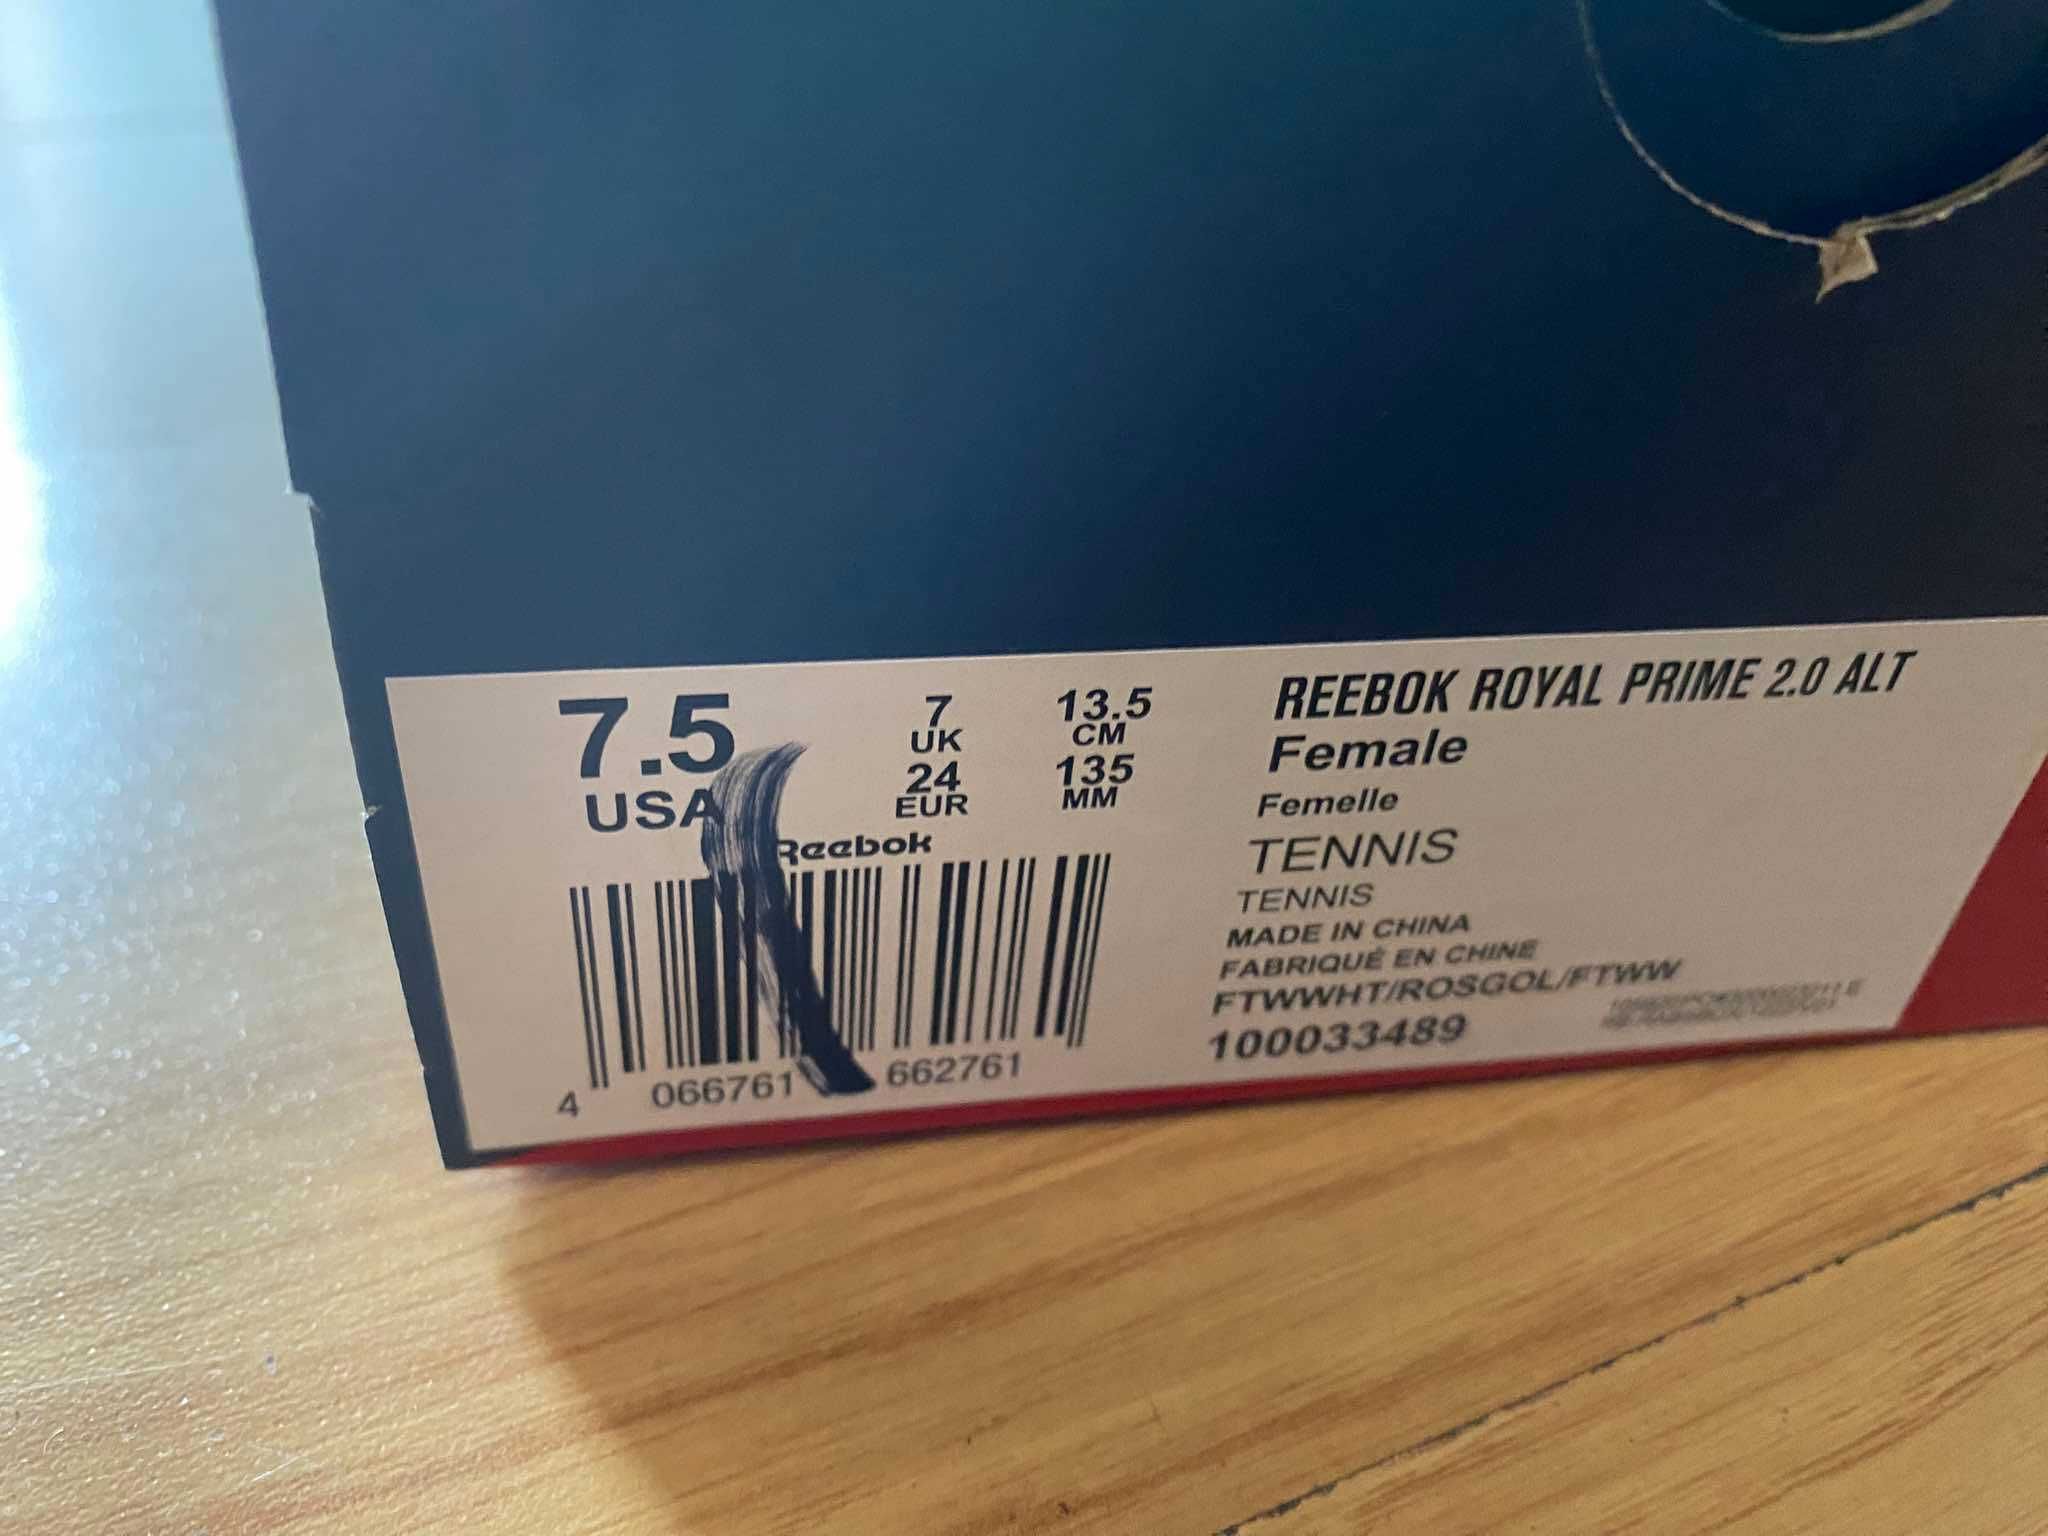 7.5
USA
7
UK
24
EUR
13.5
CM
135
MM
Reebok
4 066761 662761
REEBOK ROYAL PRIME 2.0 ALT
Female
Femelle
TENNIS
TENNIS
MADE IN CHINA
FABRIQUÉ EN CHINE
FTWWHT/ROSGOL/FTWW
100033489